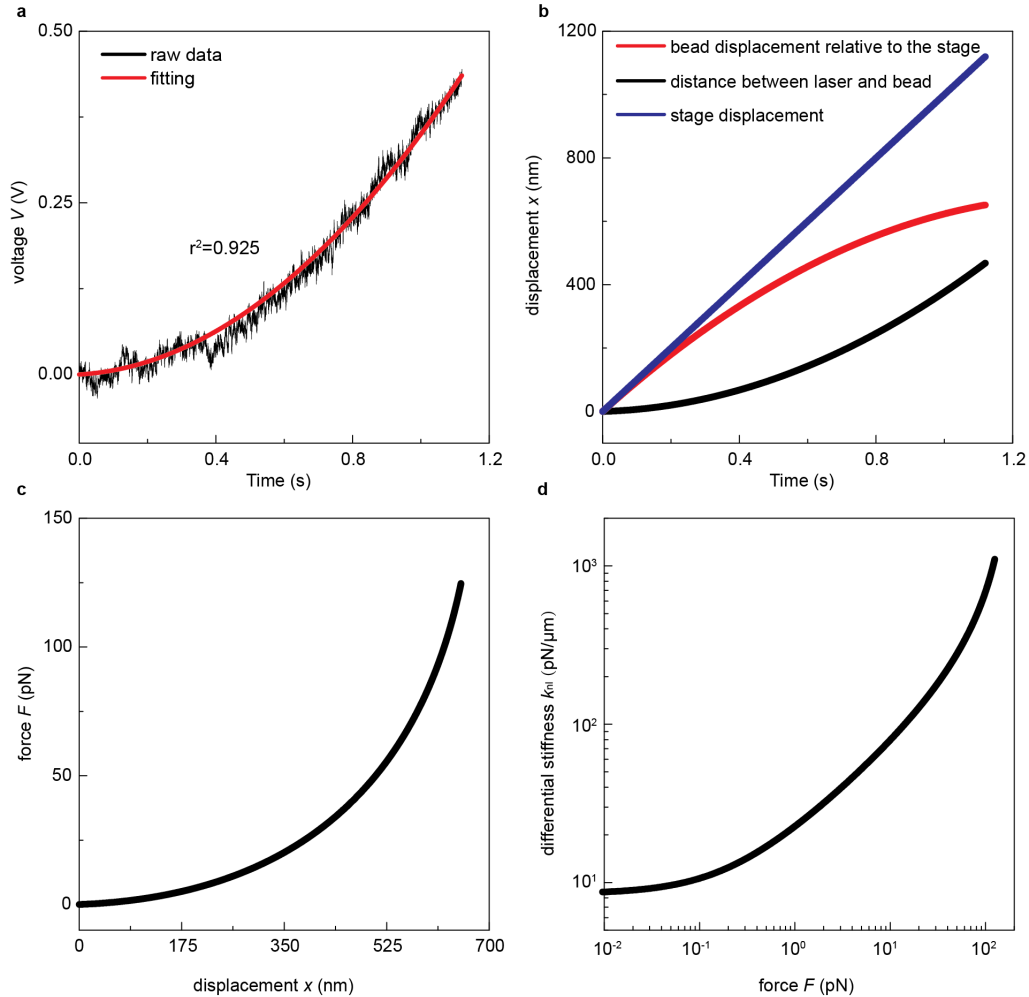 a
0.50
0.25
0.00
voltage V (V)
raw data
fitting
r²=0.925
0.0
0.4
0.8
1.2
Time (s)
b
1200
800
400
0
displacement x (nm)
bead displacement relative to the stage
distance between laser and bead
stage displacement
0.0
0.4
0.8
1.2
Time (s)
c
150
100
50
0
force F (pN)
0
175
350
525
700
displacement x (nm)
d
10³
10²
10¹
differential stiffness kₙₗ (pN/μm)
10⁻²
10⁻¹
10⁰
10¹
10²
force F (pN)